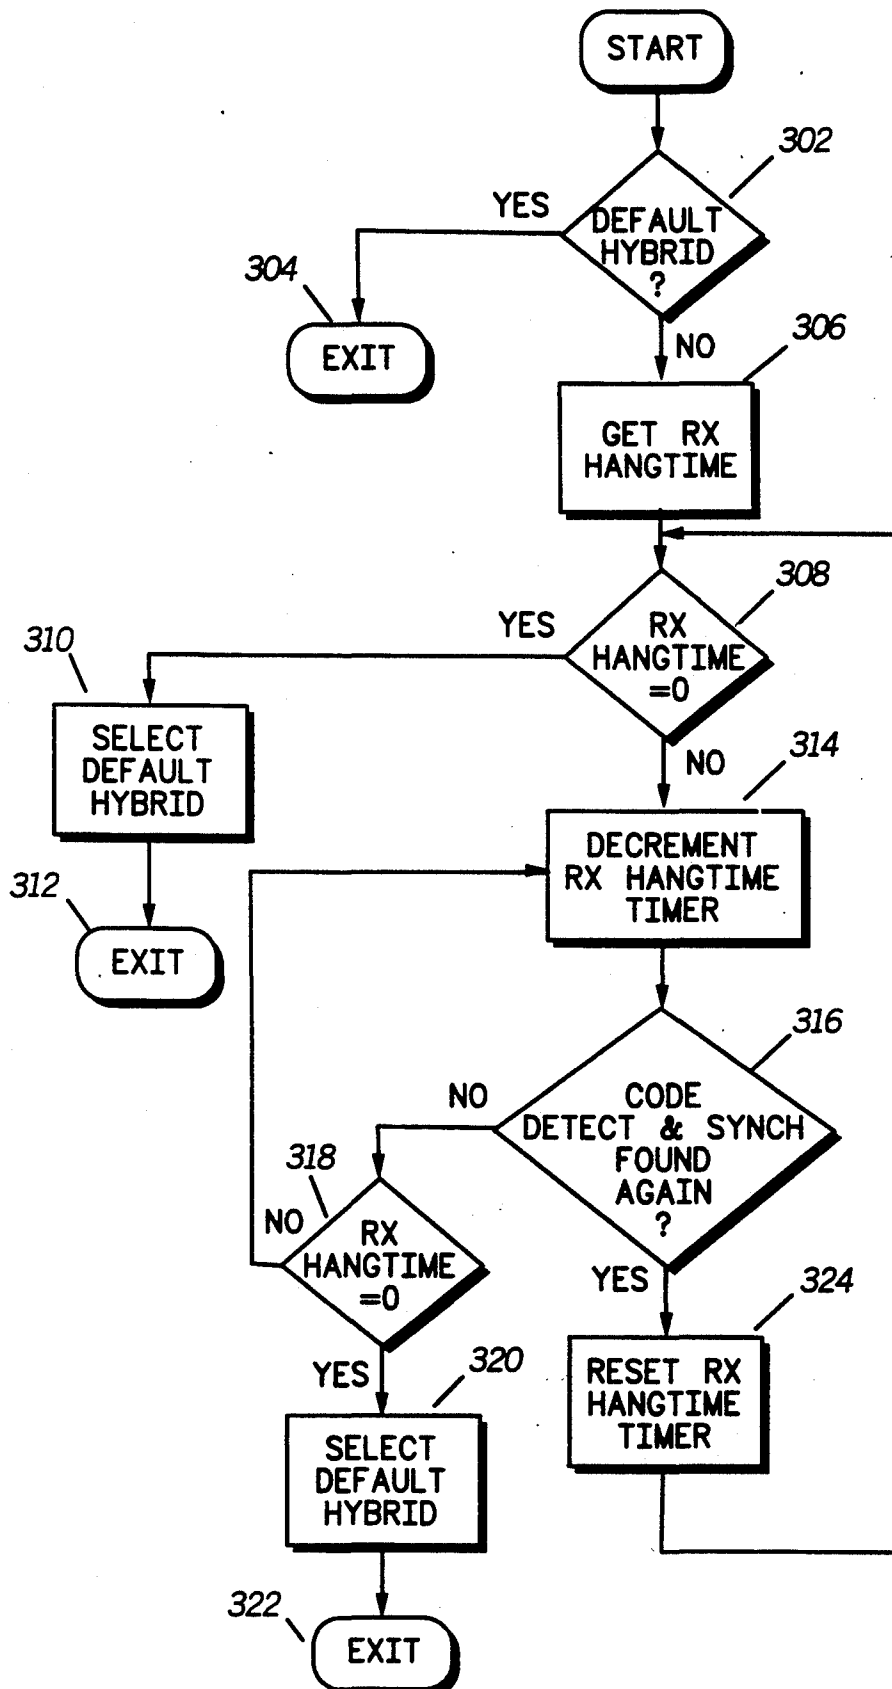 START
302
YES
DEFAULT
HYBRID
?
304
EXIT
NO
306
GET RX
HANGTIME
308
YES
RX
HANGTIME
=0
310
SELECT
DEFAULT
HYBRID
NO
314
DECREMENT
RX HANGTIME
TIMER
312
EXIT
316
NO
CODE
DETECT & SYNCH
FOUND
AGAIN
?
318
NO
RX
HANGTIME
=0
YES
324
YES
320
RESET RX
HANGTIME
TIMER
SELECT
DEFAULT
HYBRID
322
EXIT